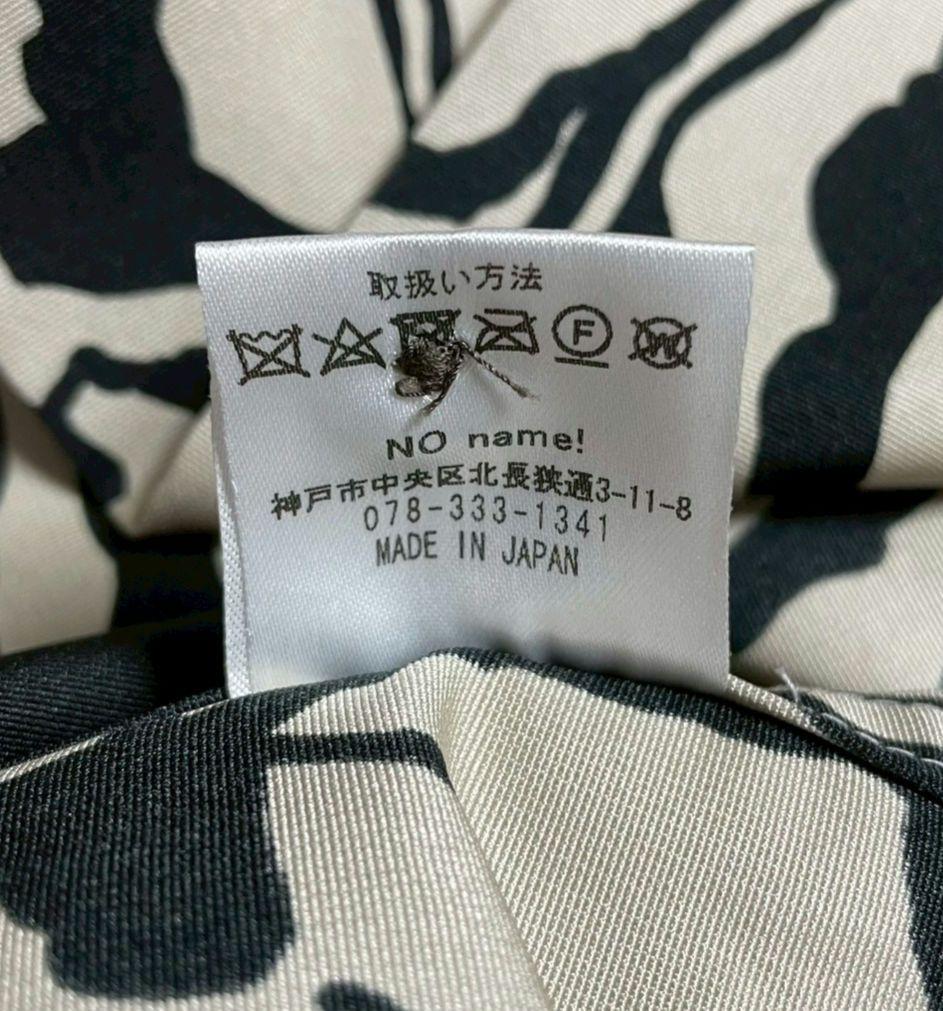 取扱い方法
F W
NO name!
神戸市中央区北長狭通3-11-8
078-333-1341
MADE IN JAPAN